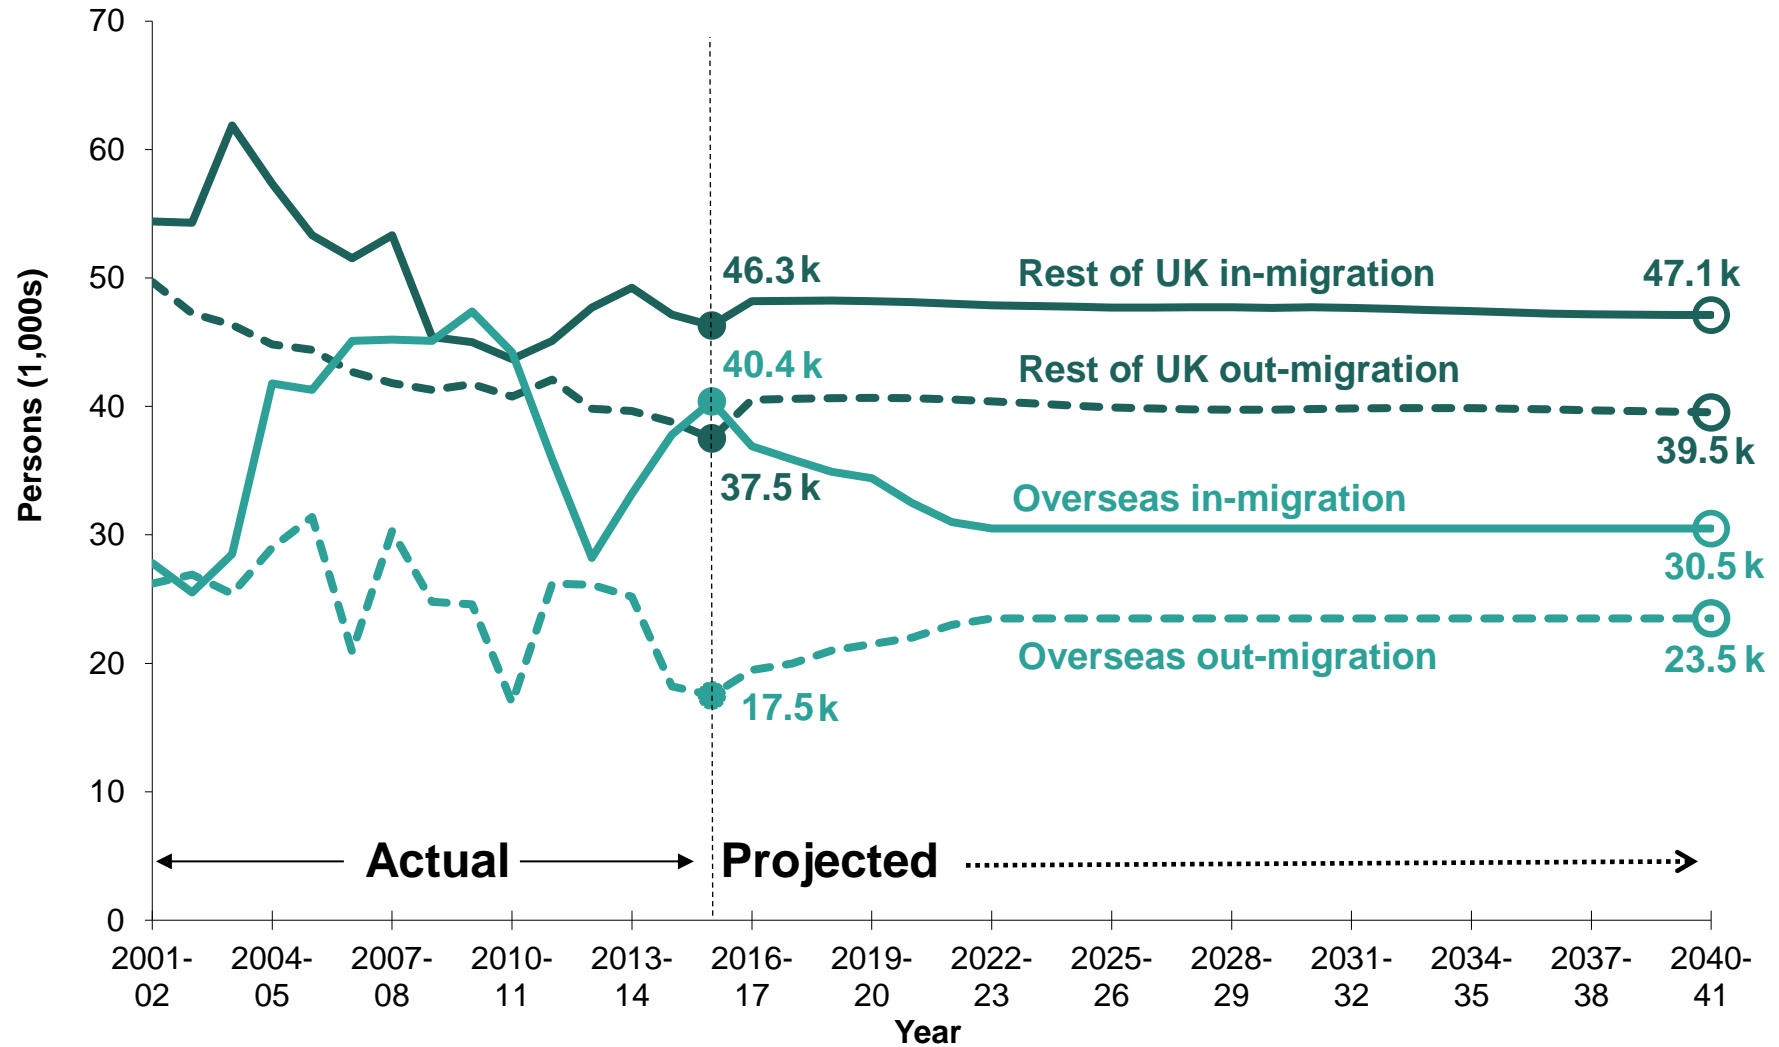 70
60
50
40
30
20
10
0
Persons (1,000s)
46.3 k
Rest of UK in-migration
47.1 k
40.4 k
Rest of UK out-migration
39.5 k
37.5 k
Overseas in-migration
30.5 k
Overseas out-migration
23.5 k
17.5 k
Actual
Projected
2001-
02
2004-
05
2007-
08
2010-
11
2013-
14
2016-
17
2019-
20
2022-
23
2025-
26
2028-
29
2031-
32
2034-
35
2037-
38
2040-
41
Year